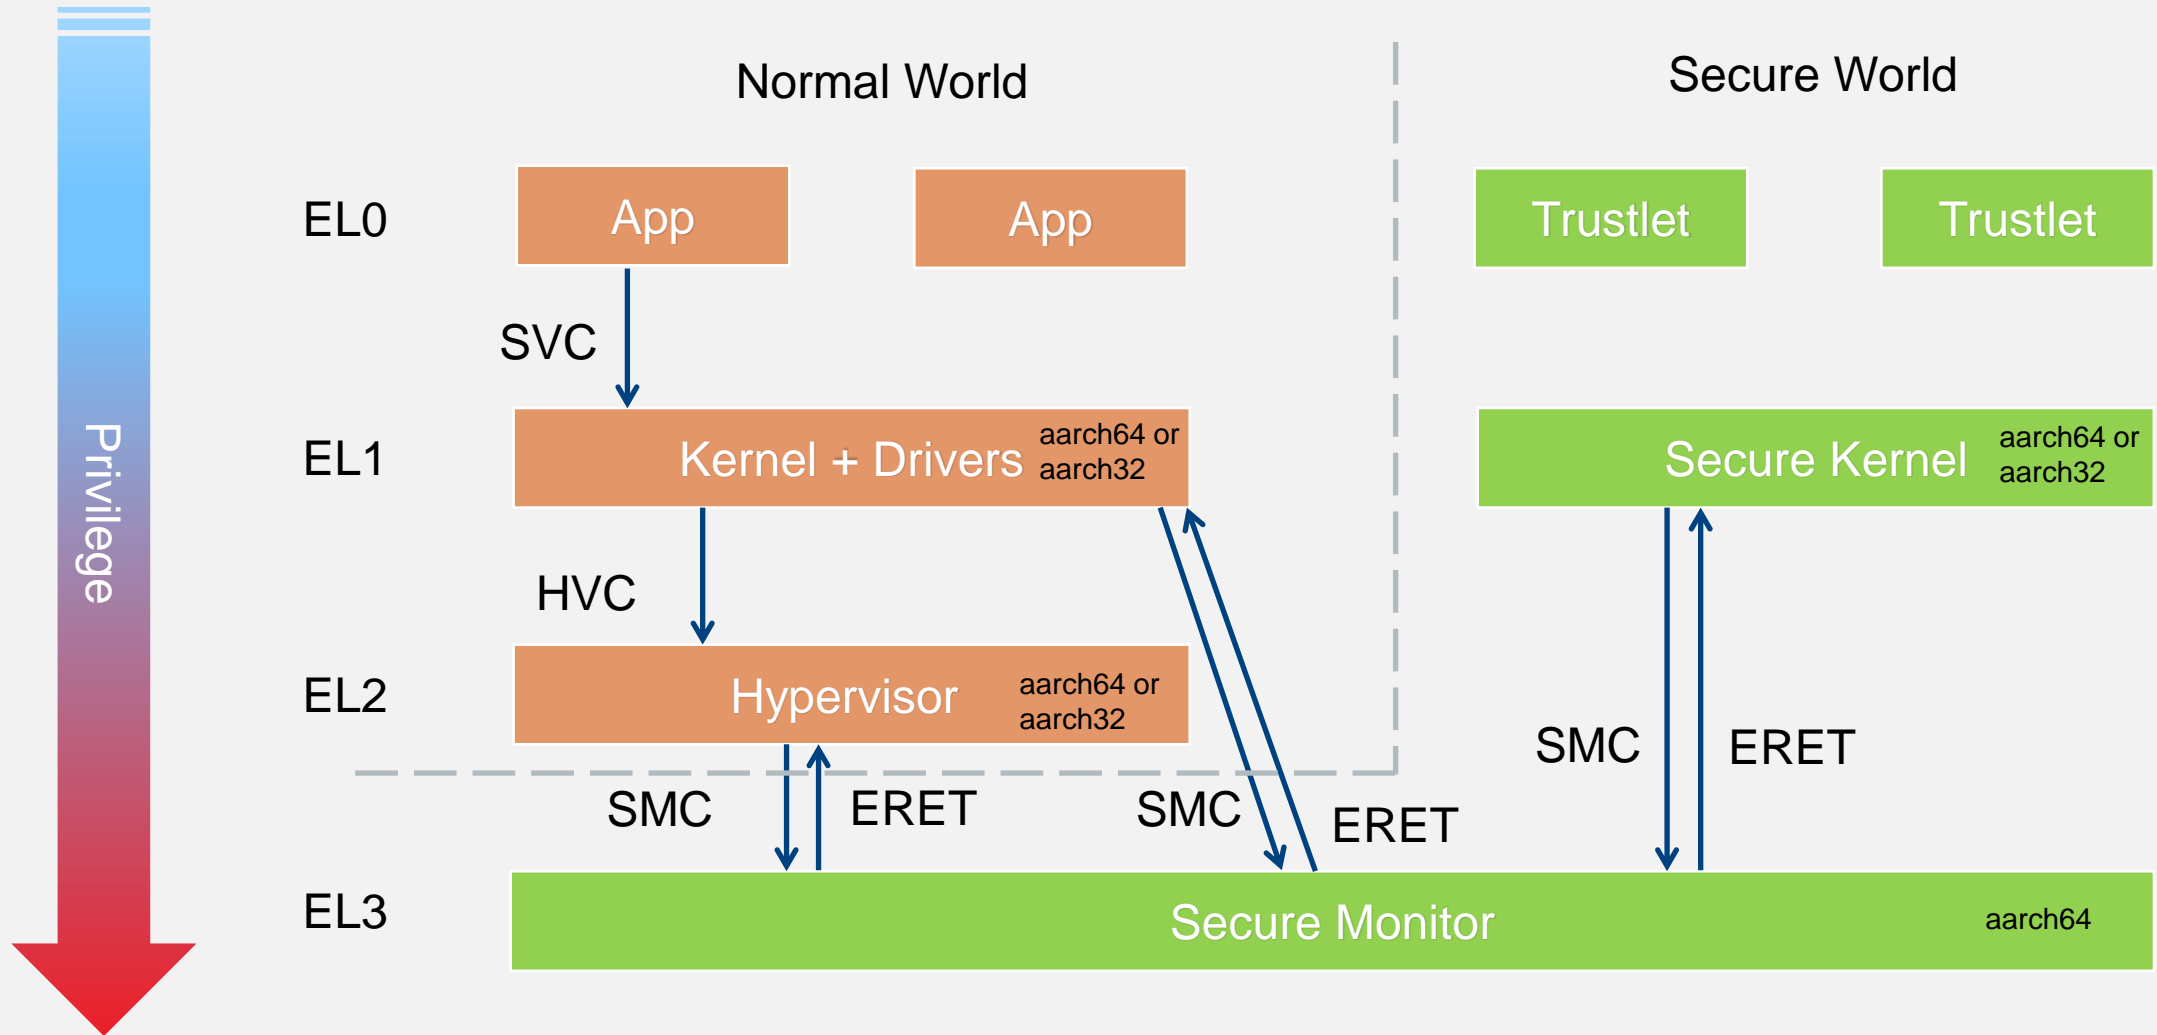 Normal World
Secure World
EL0
App
App
Trustlet
Trustlet
SVC
Privilege
EL1
Kernel + Drivers
aarch64 or
aarch32
Secure Kernel
aarch64 or
aarch32
HVC
EL2
Hypervisor
aarch64 or
aarch32
SMC
ERET
SMC
ERET
SMC
ERET
EL3
Secure Monitor
aarch64